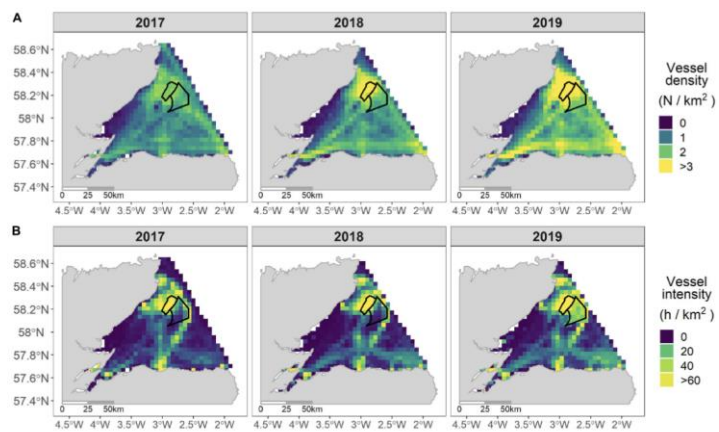 A
2017 2018 2019
58.6°N
58.4°N
58.2°N
58°N
57.8°N
57.6°N
57.4°N
0 25 50km 0 25 50km 0 25 50km
4.5°W 4°W 3.5°W 3°W 2.5°W 2°W 4.5°W 4°W 3.5°W 3°W 2.5°W 2°W 4.5°W 4°W 3.5°W 3°W 2.5°W 2°W
Vessel
density
(N / km²)
0
1
2
>3
B
2017 2018 2019
58.6°N
58.4°N
58.2°N
58°N
57.8°N
57.6°N
57.4°N
0 25 50km 0 25 50km 0 25 50km
4.5°W 4°W 3.5°W 3°W 2.5°W 2°W 4.5°W 4°W 3.5°W 3°W 2.5°W 2°W 4.5°W 4°W 3.5°W 3°W 2.5°W 2°W
Vessel
intensity
(h / km²)
0
20
40
>60